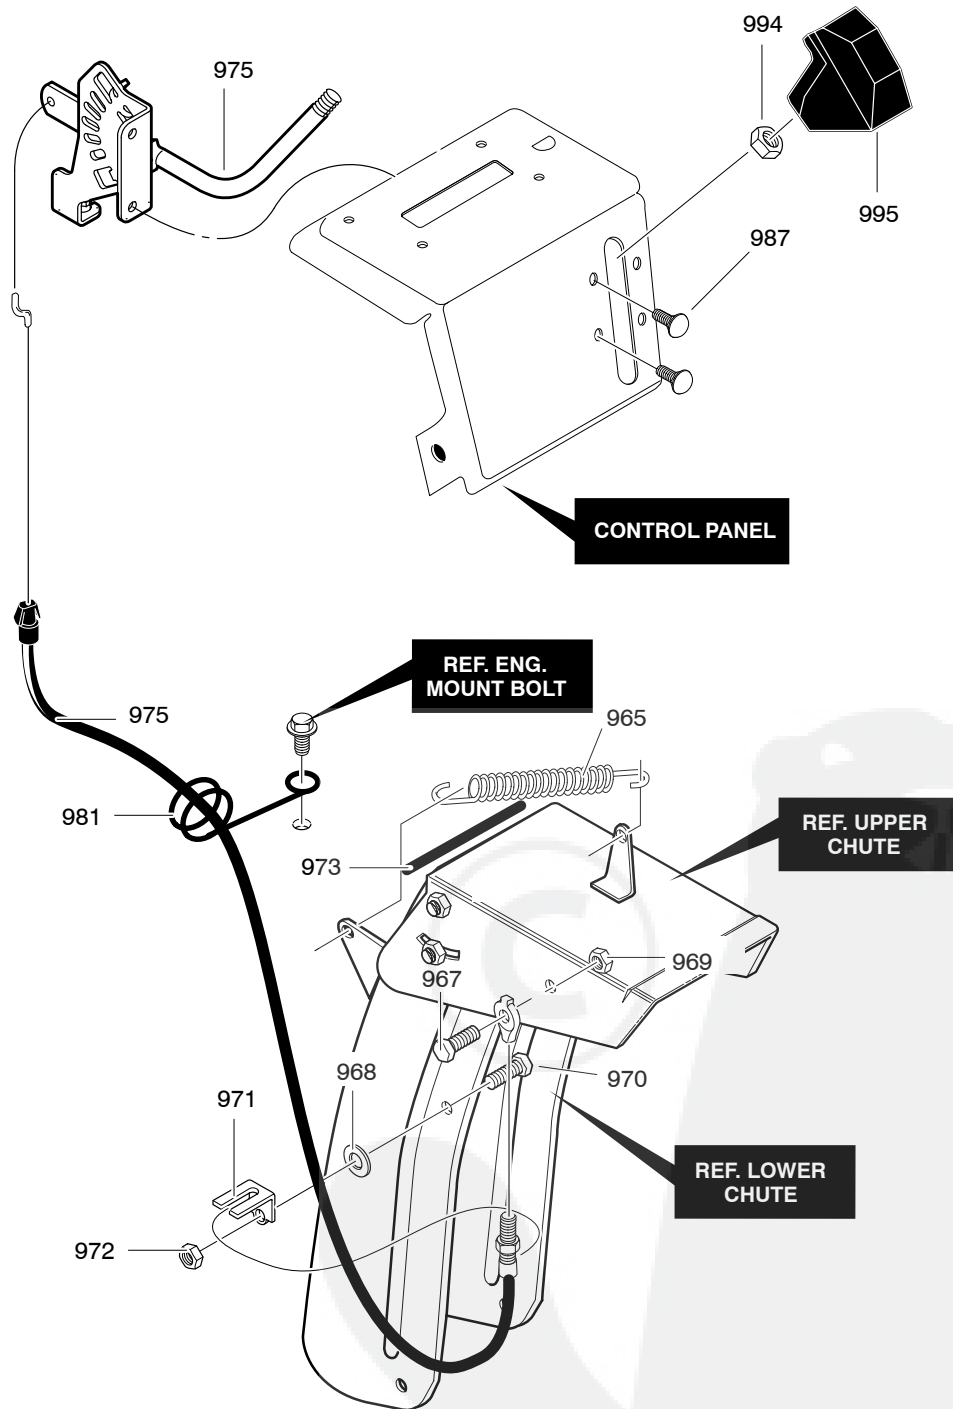 994
975
995
987
CONTROL PANEL
REF. ENG.
MOUNT BOLT
975
965
981
REF. UPPER
CHUTE
973
969
967
968
970
971
REF. LOWER
CHUTE
972
©